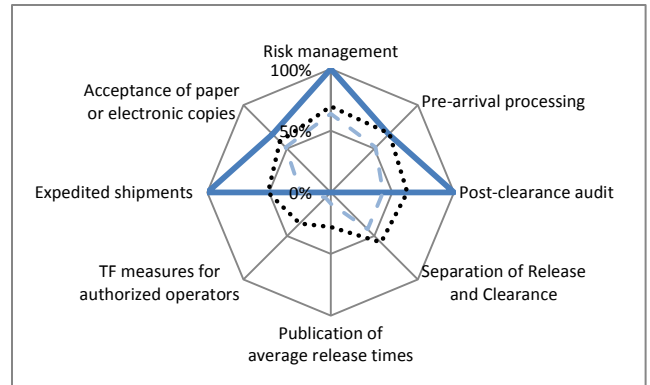 Risk management
100%
Acceptance of paper
or electronic copies
Pre-arrival processing
50%
Expedited shipments
0%
Post-clearance audit
TF measures for
authorized operators
Separation of Release
and Clearance
Publication of
average release times